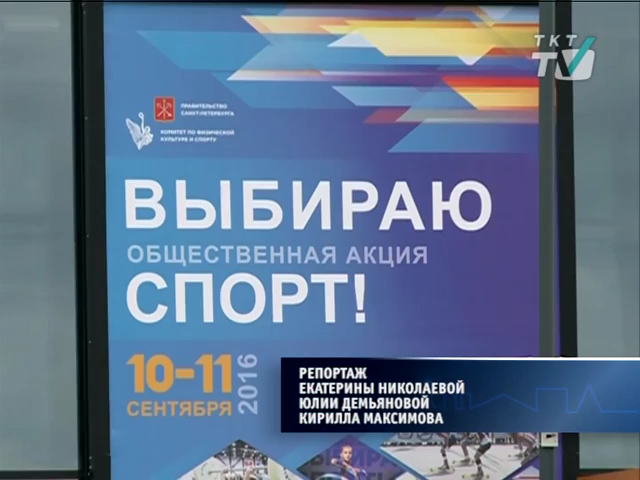 ТКТ
TV
ПРАВИТЕЛЬСТВО
САНКТ-ПЕТЕРБУРГА
КОМИТЕТ ПО ФИЗИЧЕСКОЙ
КУЛЬТУРЕ И СПОРТУ
ВЫБИРАЮ
ОБЩЕСТВЕННАЯ АКЦИЯ
СПОРТ!
10-11
СЕНТЯБРЯ
2016
РЕПОРТАЖ
ЕКАТЕРИНЫ НИКОЛАЕВОЙ
ЮЛИИ ДЕМЬЯНОВОЙ
КИРИЛЛА МАКСИМОВА